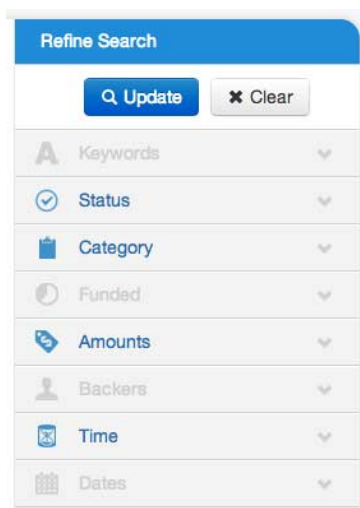 Refine Search
Update Clear
Keywords
Status
Category
Funded
Amounts
Backers
Time
Dates